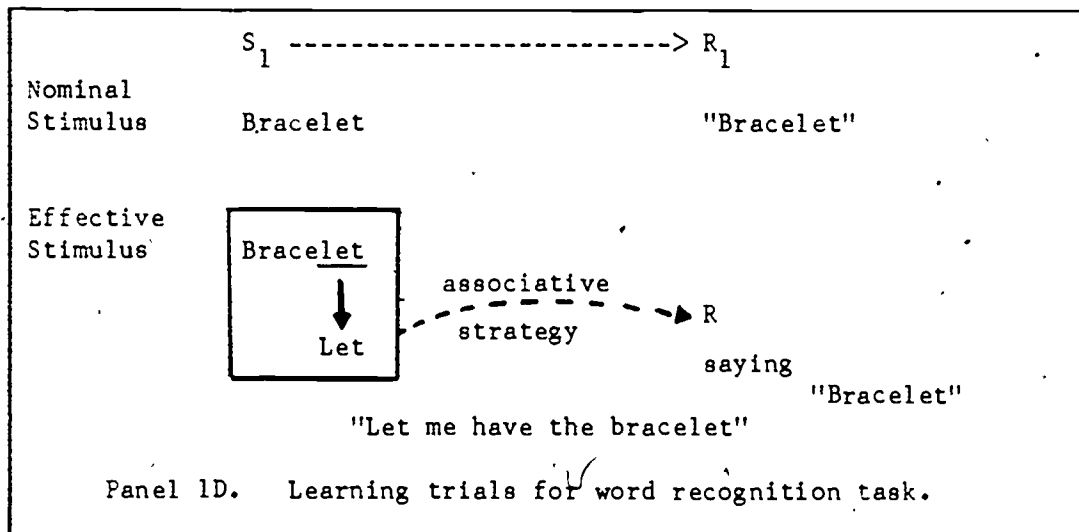 S1 ------------------------> R1
Nominal
Stimulus Bracelet "Bracelet"
Effective
Stimulus Bracelet
associative
Let strategy R
saying
"Bracelet"
"Let me have the bracelet"
Panel 1D. Learning trials for word recognition task.